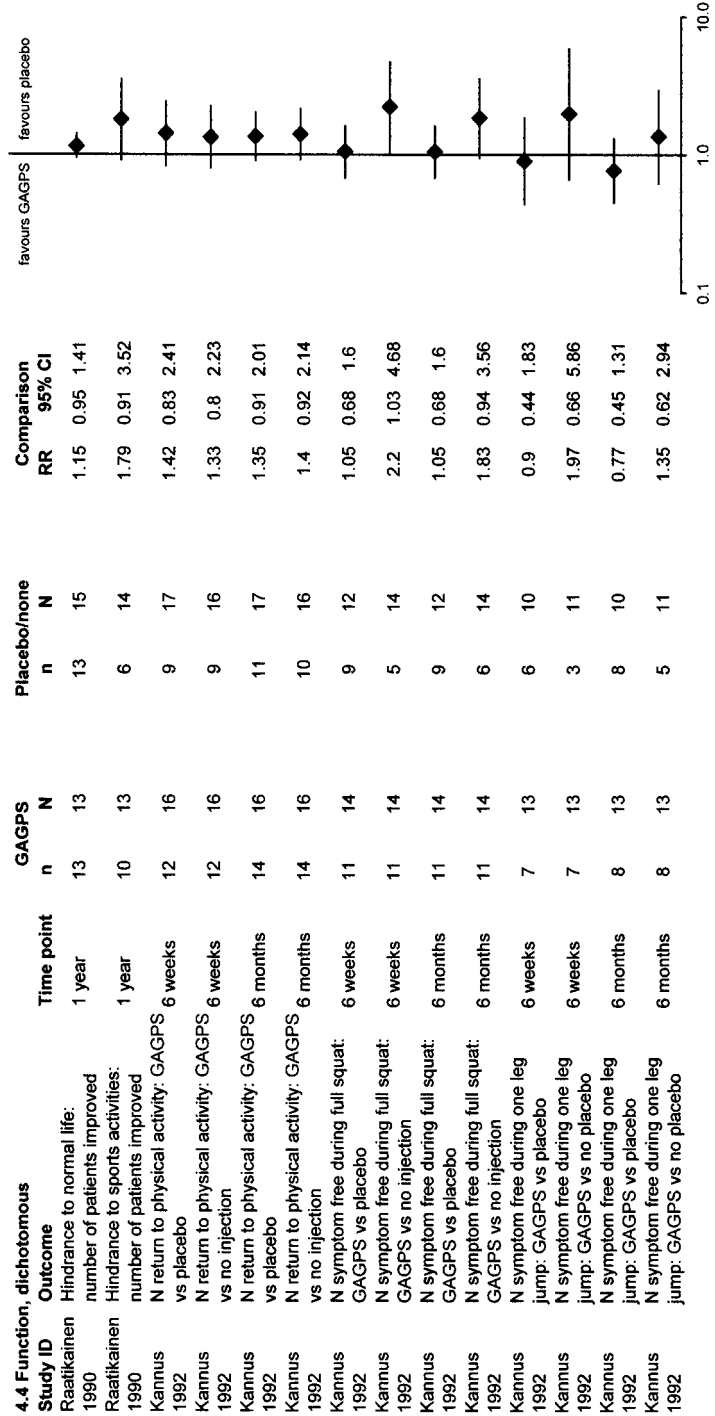 4.4 Function, dichotomous GAGPS Placebo/none Comparison
Study ID Outcome Time point n N n N RR 95% CI favours GAGPS favours placebo
Raatikainen Hindrance to normal life: 1 year 13 13 13 15 1.15 0.95 1.41
1990 number of patients improved
Raatikainen Hindrance to sports activities: 1 year 10 13 6 14 1.79 0.91 3.52
1990 number of patients improved
Kannus N return to physical activity: GAGPS 6 weeks 12 16 9 17 1.42 0.83 2.41
1992 vs placebo
Kannus N return to physical activity: GAGPS 6 weeks 12 16 9 16 1.33 0.8 2.23
1992 vs no injection
Kannus N return to physical activity: GAGPS 6 months 14 16 11 17 1.35 0.91 2.01
1992 vs placebo
Kannus N return to physical activity: GAGPS 6 months 14 16 10 16 1.4 0.92 2.14
1992 vs no injection
Kannus N symptom free during full squat: 6 weeks 11 14 9 12 1.05 0.68 1.6
1992 GAGPS vs placebo
Kannus N symptom free during full squat: 6 weeks 11 14 5 14 2.2 1.03 4.68
1992 GAGPS vs no injection
Kannus N symptom free during full squat: 6 months 11 14 9 12 1.05 0.68 1.6
1992 GAGPS vs placebo
Kannus N symptom free during full squat: 6 months 11 14 6 14 1.83 0.94 3.56
1992 GAGPS vs no injection
Kannus N symptom free during one leg 6 weeks 7 13 6 10 0.9 0.44 1.83
1992 jump: GAGPS vs placebo
Kannus N symptom free during one leg 6 weeks 7 13 3 11 1.97 0.66 5.86
1992 jump: GAGPS vs no placebo
Kannus N symptom free during one leg 6 months 8 13 8 10 0.77 0.45 1.31
1992 jump: GAGPS vs placebo
Kannus N symptom free during one leg 6 months 8 13 5 11 1.35 0.62 2.94
1992 jump: GAGPS vs no placebo
0.1 1.0 10.0